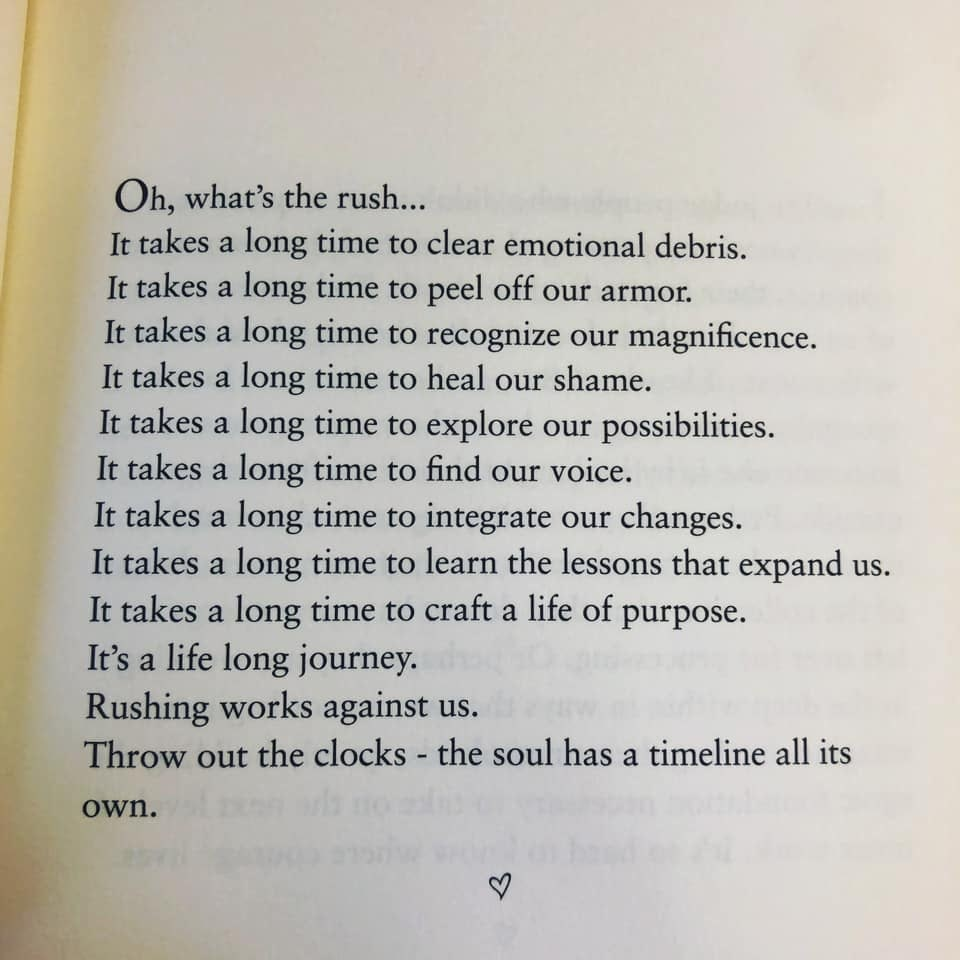 Oh, what's the rush...
It takes a long time to clear emotional debris.
It takes a long time to peel off our armor.
It takes a long time to recognize our magnificence.
It takes a long time to heal our shame.
It takes a long time to explore our possibilities.
It takes a long time to find our voice.
It takes a long time to integrate our changes.
It takes a long time to learn the lessons that expand us.
It takes a long time to craft a life of purpose.
It's a life long journey.
Rushing works against us.
Throw out the clocks - the soul has a timeline all its
own.